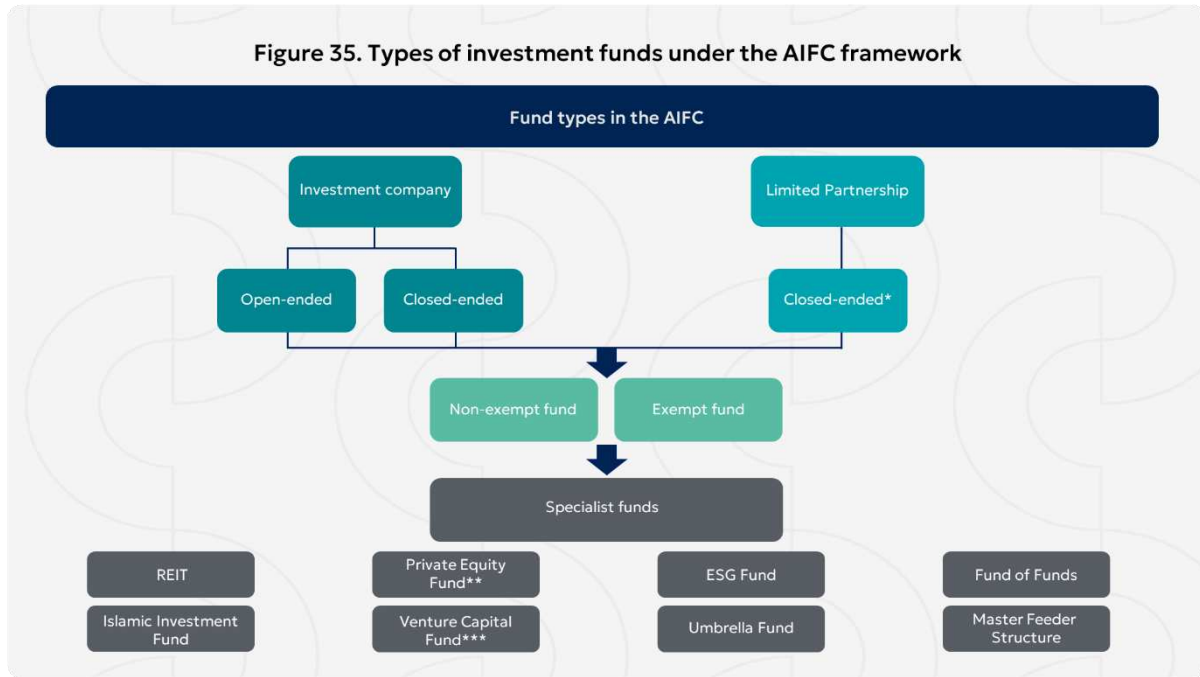 Figure 35. Types of investment funds under the AIFC framework
Fund types in the AIFC
Investment company
Limited Partnership
Open-ended
Closed-ended
Closed-ended*
Non-exempt fund
Exempt fund
Specialist funds
REIT
Private Equity
Fund**
ESG Fund
Fund of Funds
Islamic Investment
Fund
Venture Capital
Fund***
Umbrella Fund
Master Feeder
Structure